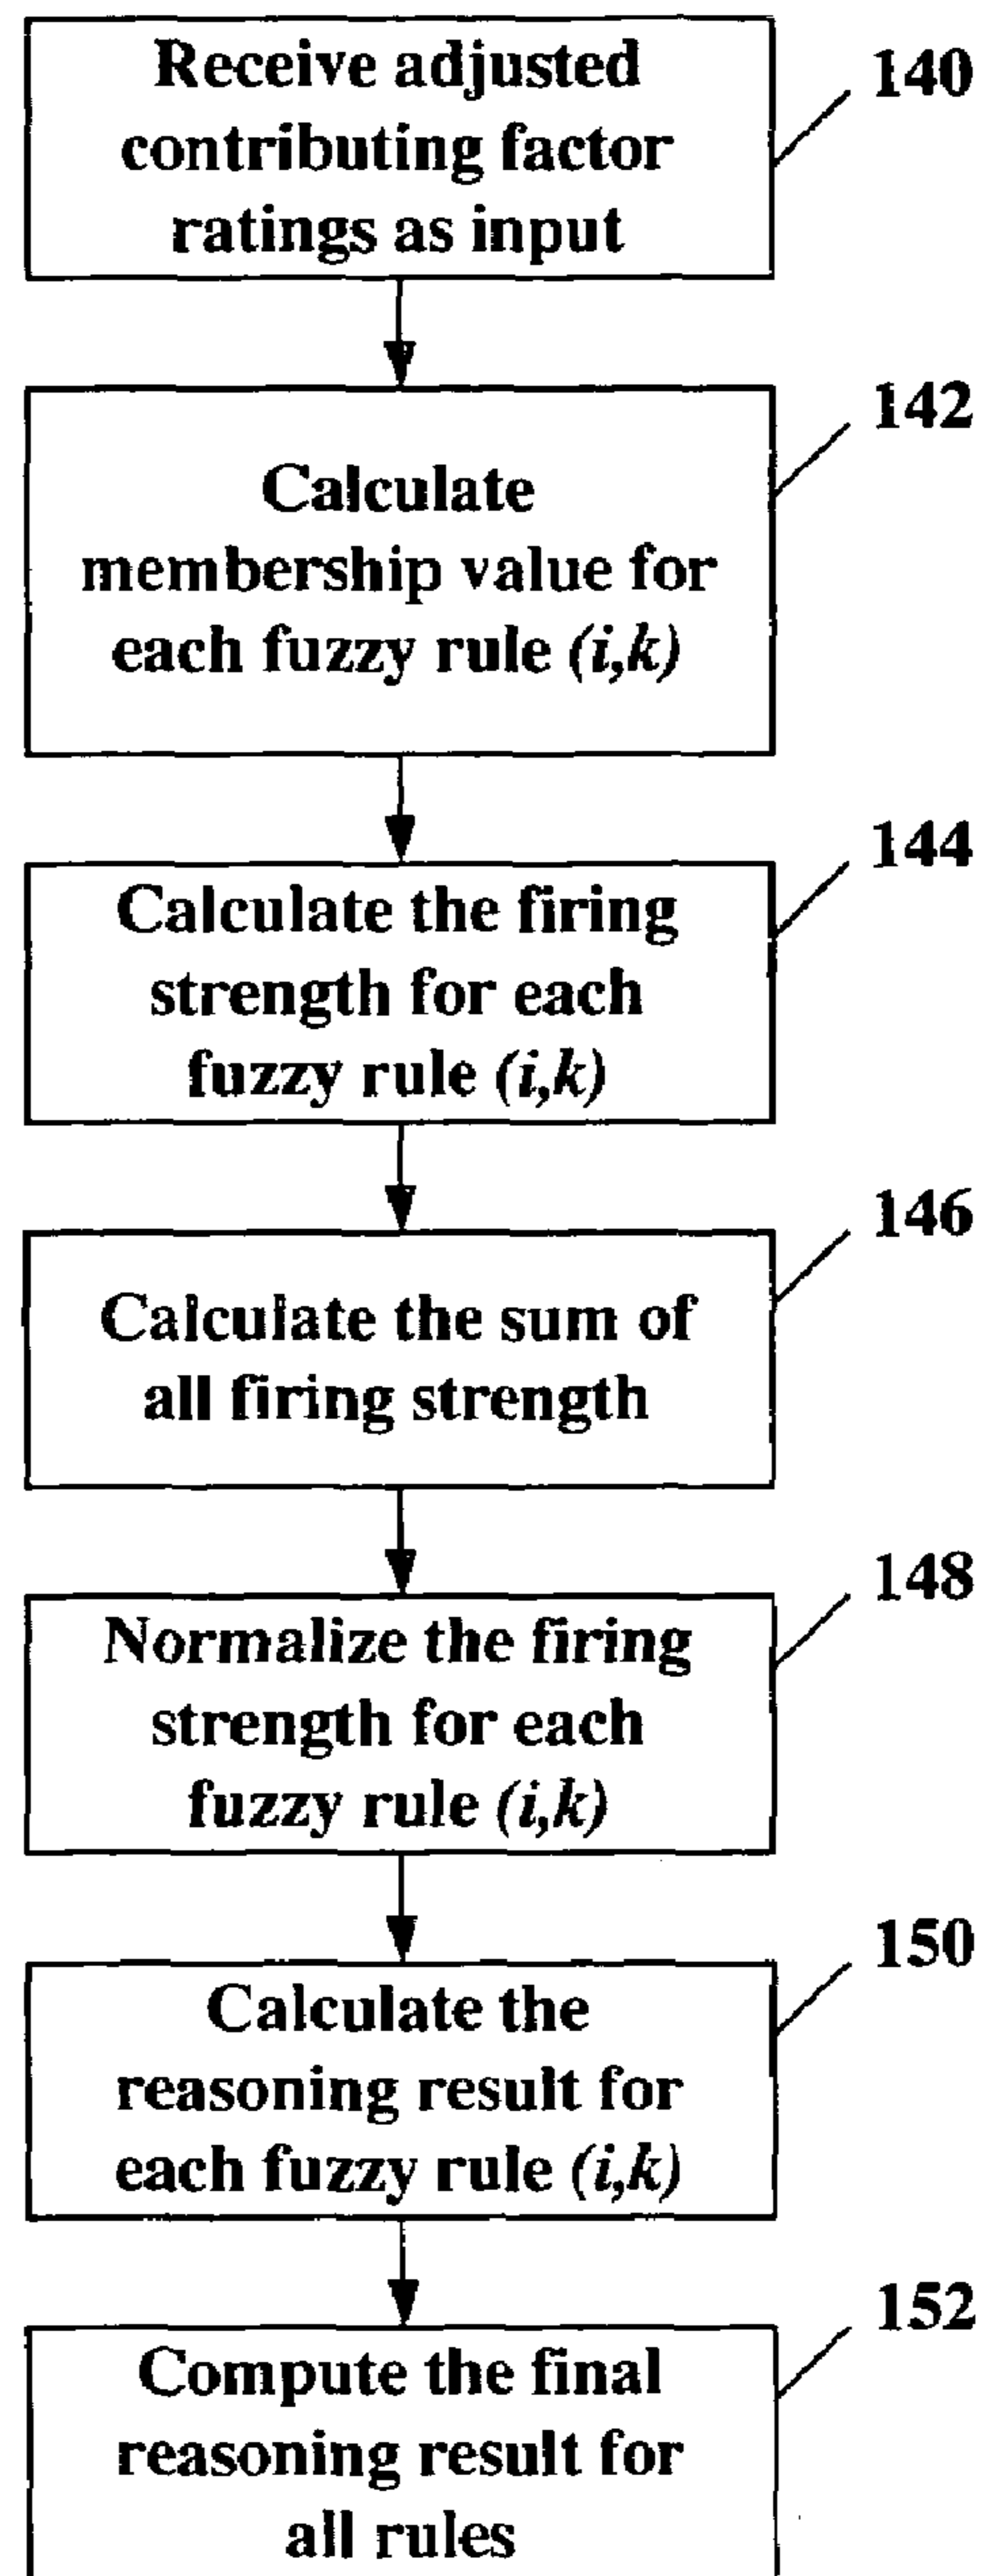 Receive adjusted
contributing factor
ratings as input
140
Calculate
membership value for
each fuzzy rule (i,k)
142
Calculate the firing
strength for each
fuzzy rule (i,k)
144
Calculate the sum of
all firing strength
146
Normalize the firing
strength for each
fuzzy rule (i,k)
148
Calculate the
reasoning result for
each fuzzy rule (i,k)
150
Compute the final
reasoning result for
all rules
152